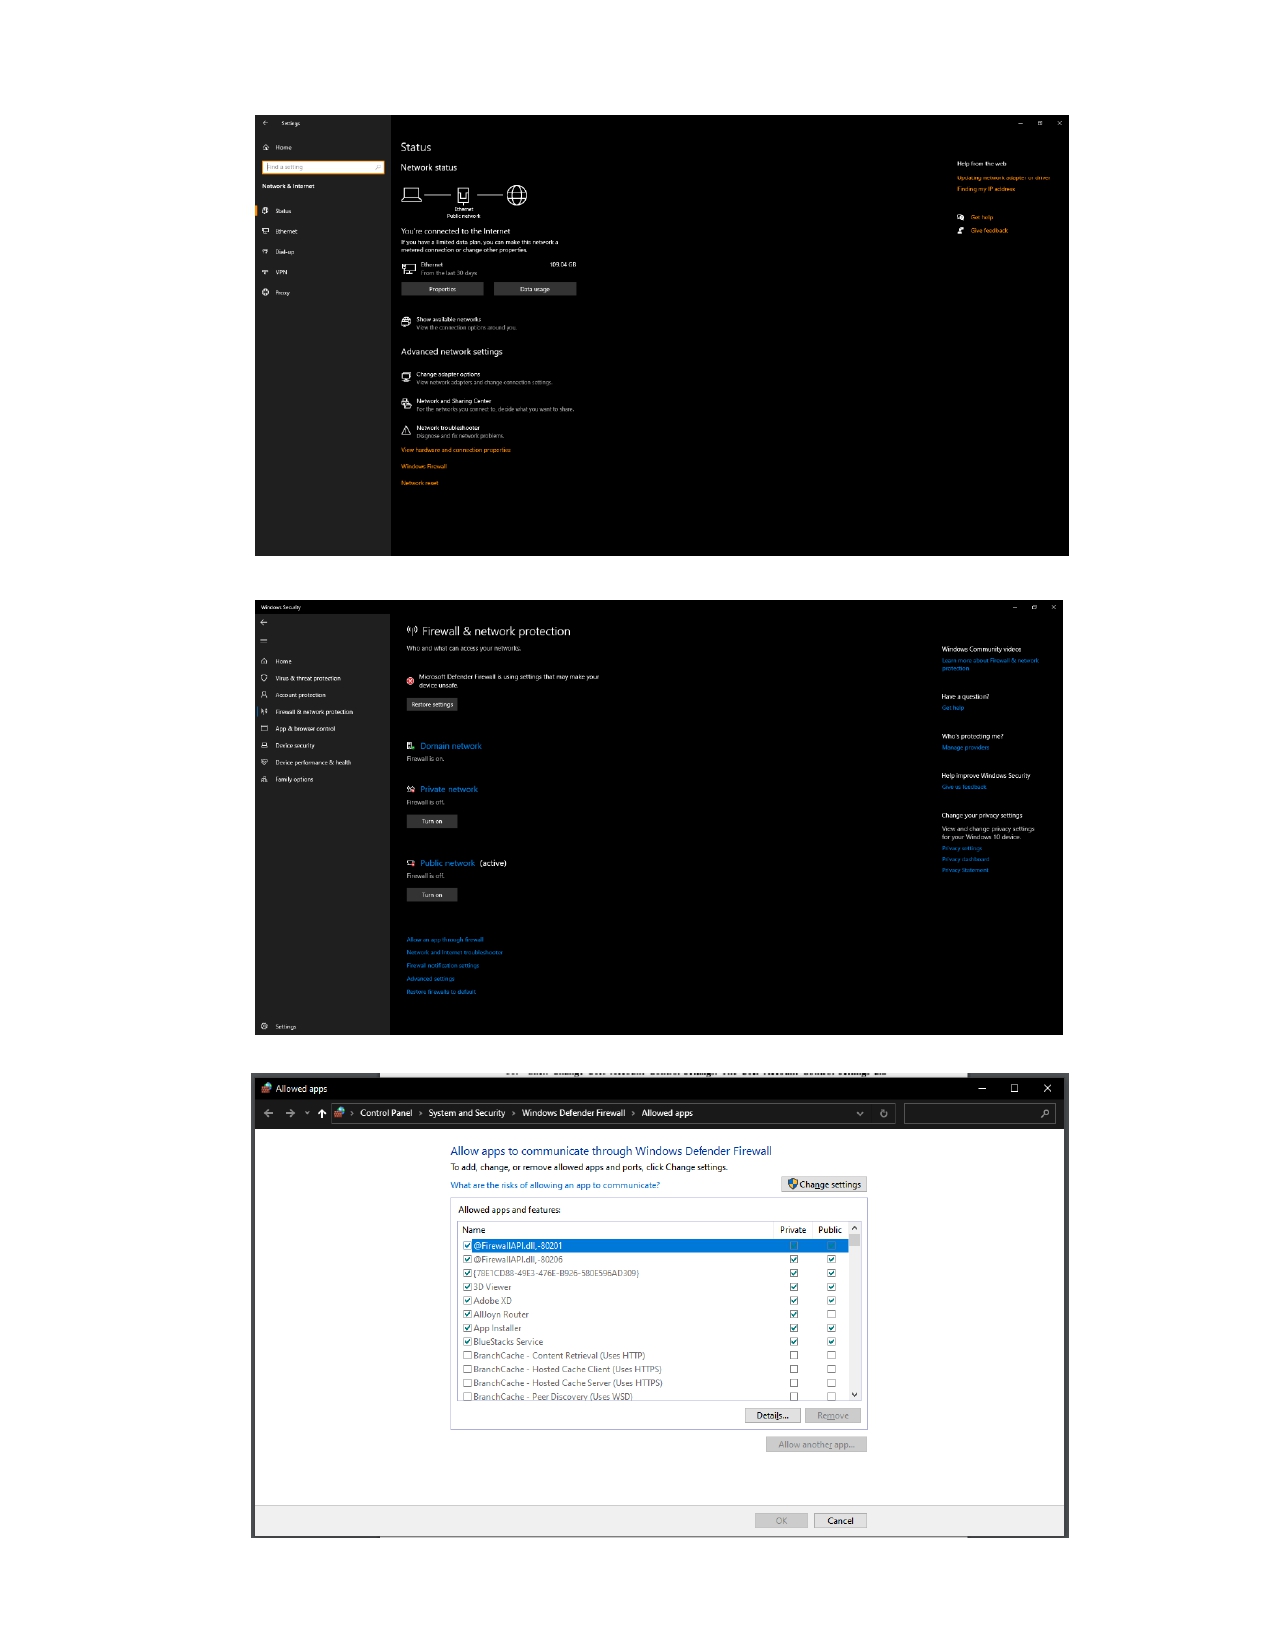 Settings
Home
Find a setting
Network & Internet
Status
Ethernet
Dial-up
VPN
Proxy
Status
Network status
Ethernet
Public network
You're connected to the Internet
If you have a limited data plan, you can make this network a
metered connection or change other properties.
Ethernet
From the last 30 days
109.04 GB
Properties
Data usage
Show available networks
View the connection options around you.
Advanced network settings
Change adapter options
View network adapters and change connection settings.
Network and Sharing Center
For the networks you connect to, decide what you want to share.
Network troubleshooter
Diagnose and fix network problems.
View hardware and connection properties
Windows Firewall
Network reset
Help from the web
Updating network adapter or driver
Finding my IP address
Get help
Give feedback
Windows Security
Home
Virus & threat protection
Account protection
Firewall & network protection
App & browser control
Device security
Device performance & health
Family options
Settings
Firewall & network protection
Who and what can access your networks.
Microsoft Defender Firewall is using settings that may make your
device unsafe.
Restore settings
Domain network
Firewall is on.
Private network
Firewall is off.
Turn on
Public network (active)
Firewall is off.
Turn on
Allow an app through firewall
Network and Internet troubleshooter
Firewall notification settings
Advanced settings
Restore firewalls to default
Windows Community videos
Learn more about Firewall & network
protection
Have a question?
Get help
Who's protecting me?
Manage providers
Help improve Windows Security
Give us feedback
Change your privacy settings
View and change privacy settings
for your Windows 10 device.
Privacy settings
Privacy dashboard
Privacy Statement
Allowed apps
Control Panel > System and Security > Windows Defender Firewall > Allowed apps
Allow apps to communicate through Windows Defender Firewall
To add, change, or remove allowed apps and ports, click Change settings.
What are the risks of allowing an app to communicate?
Change settings
Allowed apps and features:
Name Private Public
@FirewallAPI.dll,-80201
@FirewallAPI.dll,-80206
{78E1CD88-49E3-476E-B926-580E596AD309}
3D Viewer
Adobe XD
AllJoyn Router
App Installer
BlueStacks Service
BranchCache - Content Retrieval (Uses HTTP)
BranchCache - Hosted Cache Client (Uses HTTPS)
BranchCache - Hosted Cache Server (Uses HTTPS)
BranchCache - Peer Discovery (Uses WSD)
Details...
Remove
Allow another app...
OK
Cancel